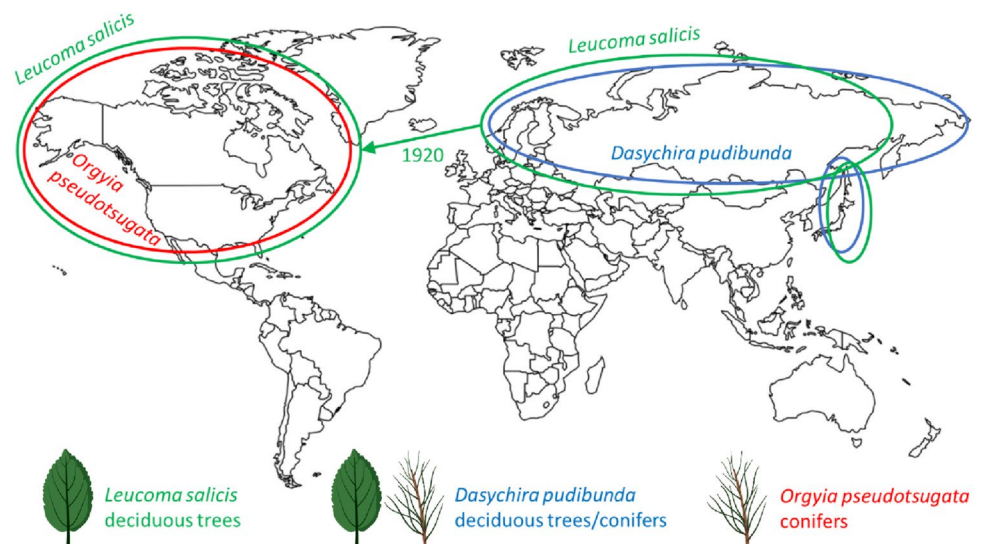 Leucoma salicis
Leucoma salicis
1920
Dasychira pudibunda
Orgyia
pseudotsugata
Leucoma salicis
deciduous trees
Dasychira pudibunda
deciduous trees/conifers
Orgyia pseudotsugata
conifers